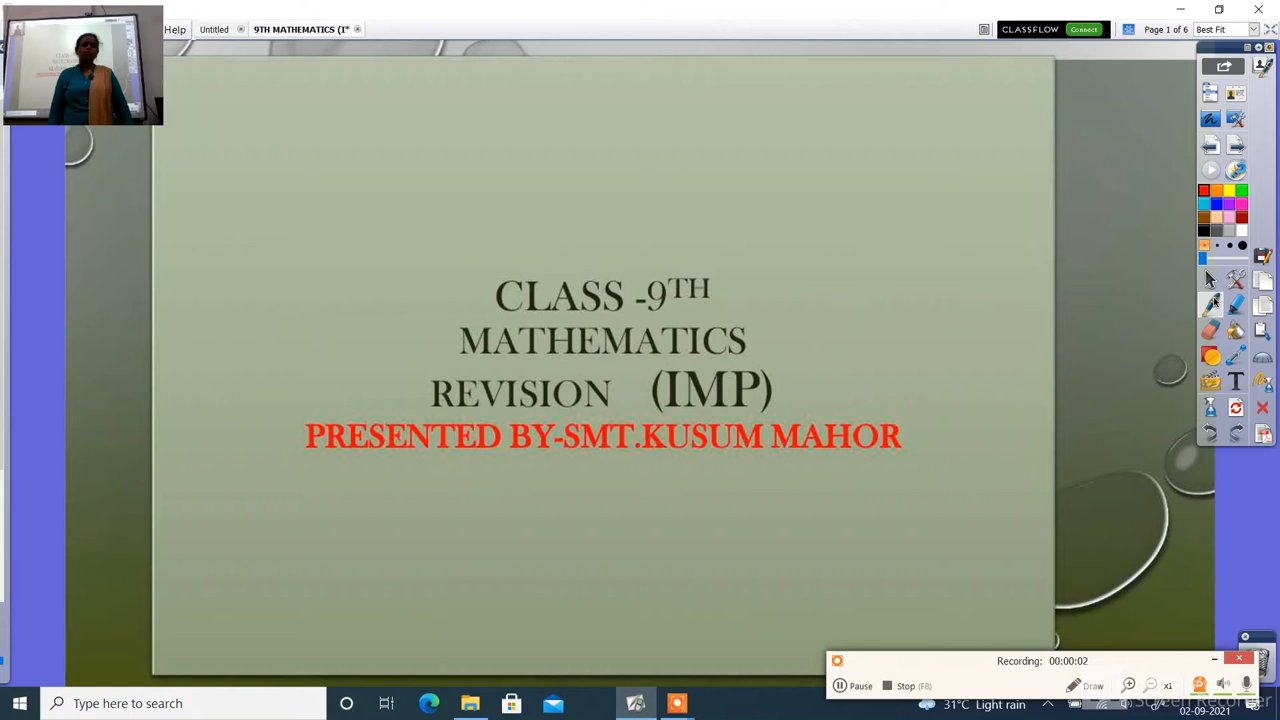 Help Untitled 9TH MATHEMATICS (I* CLASSFLOW Connect Page 1 of 6 Best Fit
CLASS -9TH
MATHEMATICS
REVISION (IMP)
PRESENTED BY-SMT.KUSUM MAHOR
T
Recording: 00:00:02
Pause Stop (F8) Draw x1
Type here to search 31°C Light rain
02-09-2021